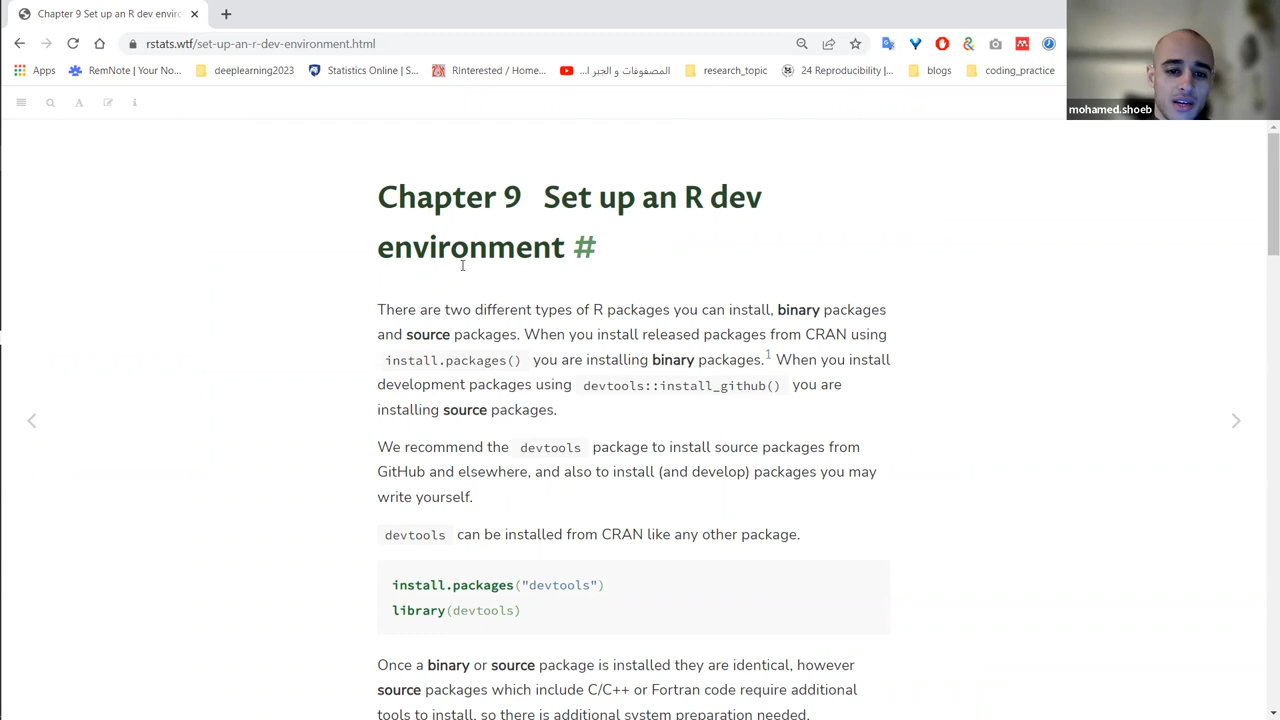 Chapter 9 Set up an R dev enviro
rstats.wtf/set-up-an-r-dev-environment.html
Apps
RemNote | Your No...
deeplearning2023
Statistics Online | S...
RInterested / Home...
المصفوفات و الجبر ا...
research_topic
24 Reproducibility |...
blogs
coding_practice
mohamed.shoeb
Chapter 9 Set up an R dev
environment #
There are two different types of R packages you can install, binary packages
and source packages. When you install released packages from CRAN using
install.packages() you are installing binary packages.1 When you install
development packages using devtools::install_github() you are
installing source packages.
We recommend the devtools package to install source packages from
GitHub and elsewhere, and also to install (and develop) packages you may
write yourself.
devtools can be installed from CRAN like any other package.
install.packages("devtools")
library(devtools)
Once a binary or source package is installed they are identical, however
source packages which include C/C++ or Fortran code require additional
tools to install, so there is additional system preparation needed.